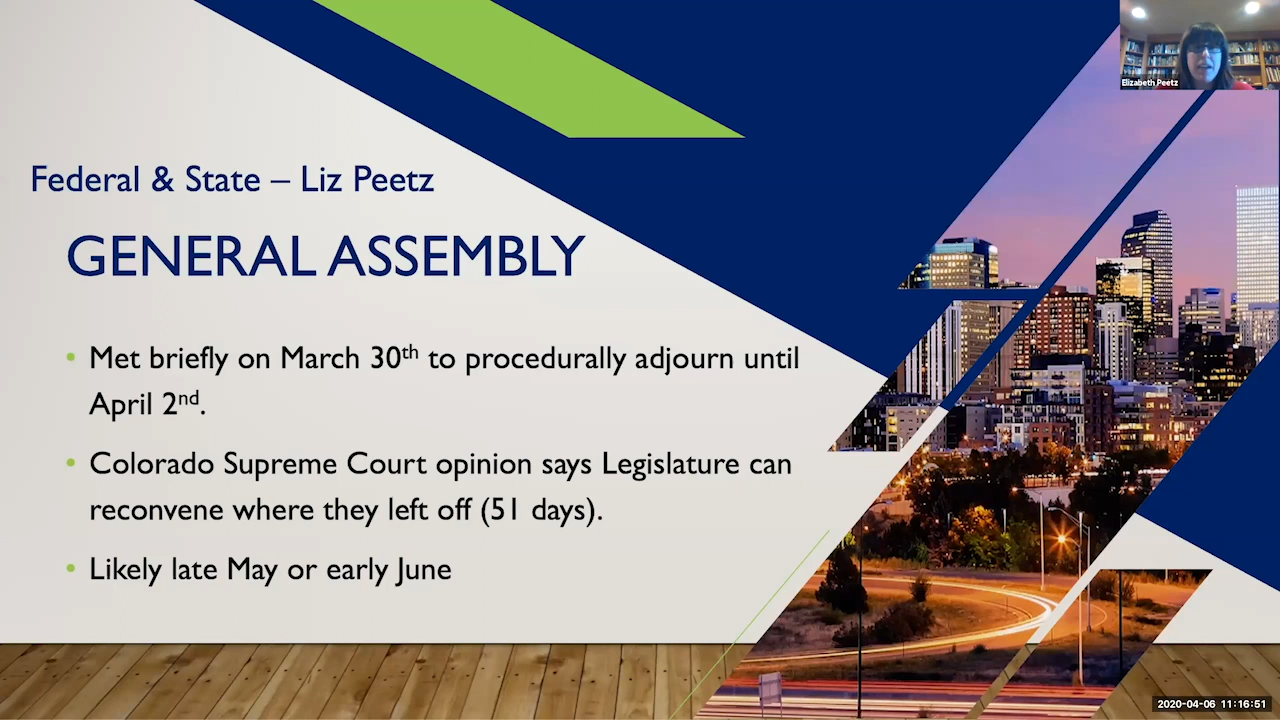 Elizabeth Peetz
Federal & State – Liz Peetz
GENERAL ASSEMBLY
• Met briefly on March 30th to procedurally adjourn until
April 2nd.
• Colorado Supreme Court opinion says Legislature can
reconvene where they left off (51 days).
• Likely late May or early June
2020-04-06 11:16:51